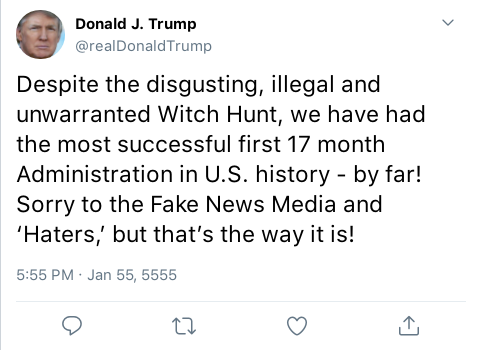 Donald J. Trump
@realDonaldTrump
Despite the disgusting, illegal and
unwarranted Witch Hunt, we have had
the most successful first 17 month
Administration in U.S. history - by far!
Sorry to the Fake News Media and
‘Haters,’ but that’s the way it is!
5:55 PM · Jan 55, 5555